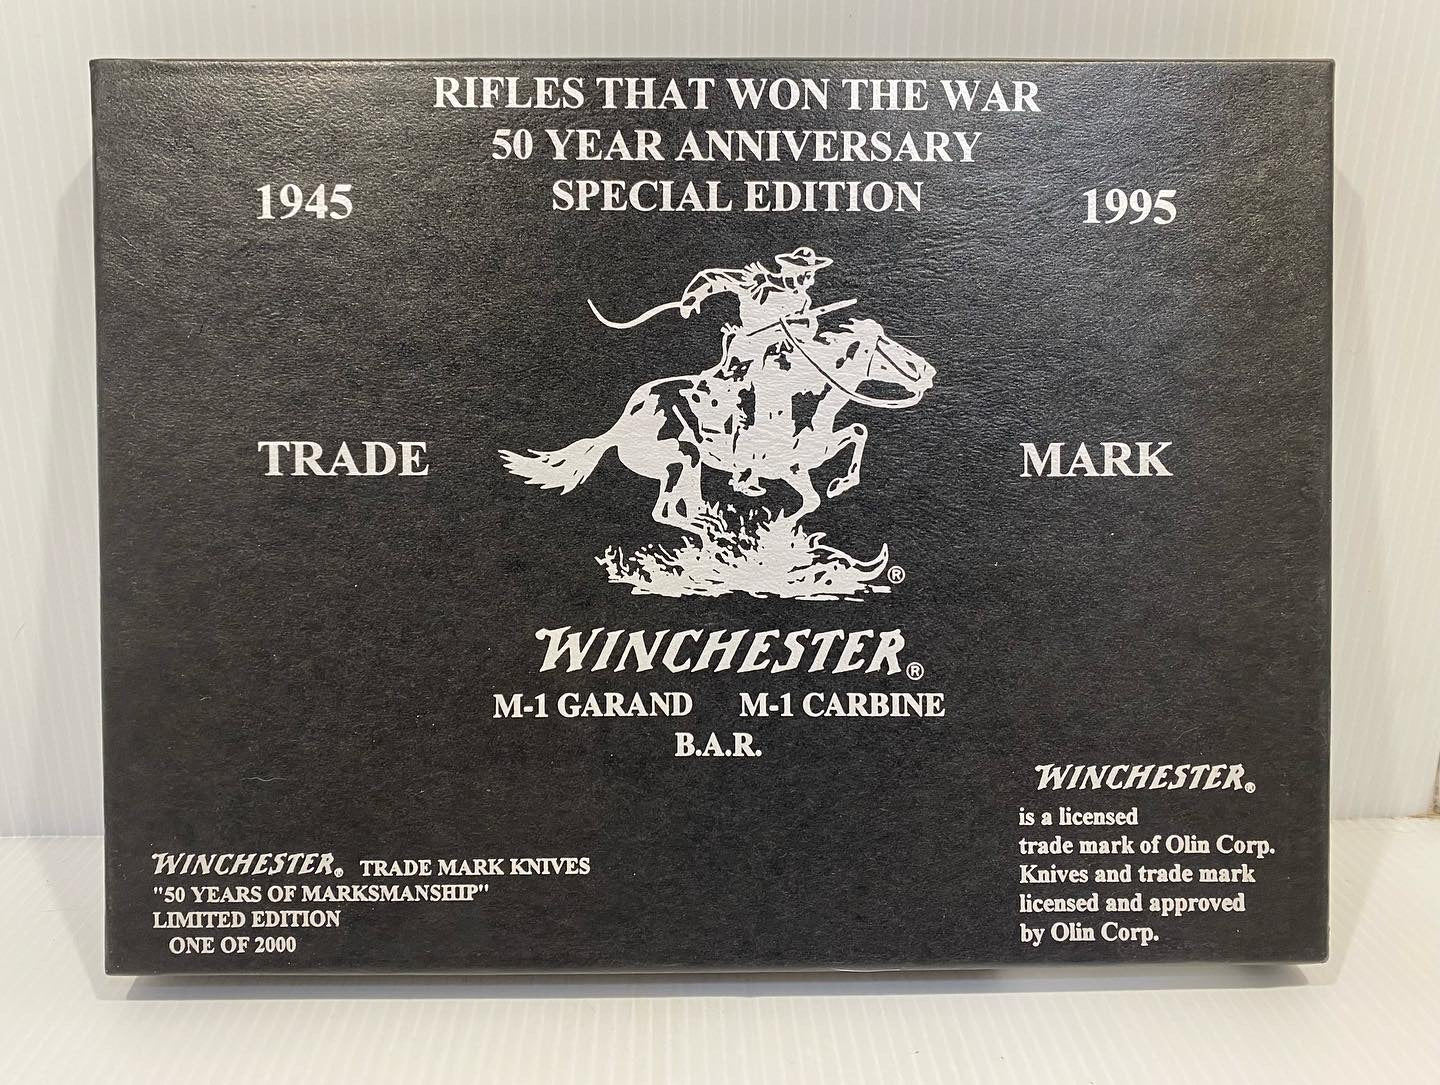 RIFLES THAT WON THE WAR
50 YEAR ANNIVERSARY
1945 SPECIAL EDITION 1995
TRADE MARK
®
WINCHESTER®
M-1 GARAND M-1 CARBINE
B.A.R.
WINCHESTER® TRADE MARK KNIVES
"50 YEARS OF MARKSMANSHIP"
LIMITED EDITION
ONE OF 2000
WINCHESTER®
is a licensed
trade mark of Olin Corp.
Knives and trade mark
licensed and approved
by Olin Corp.